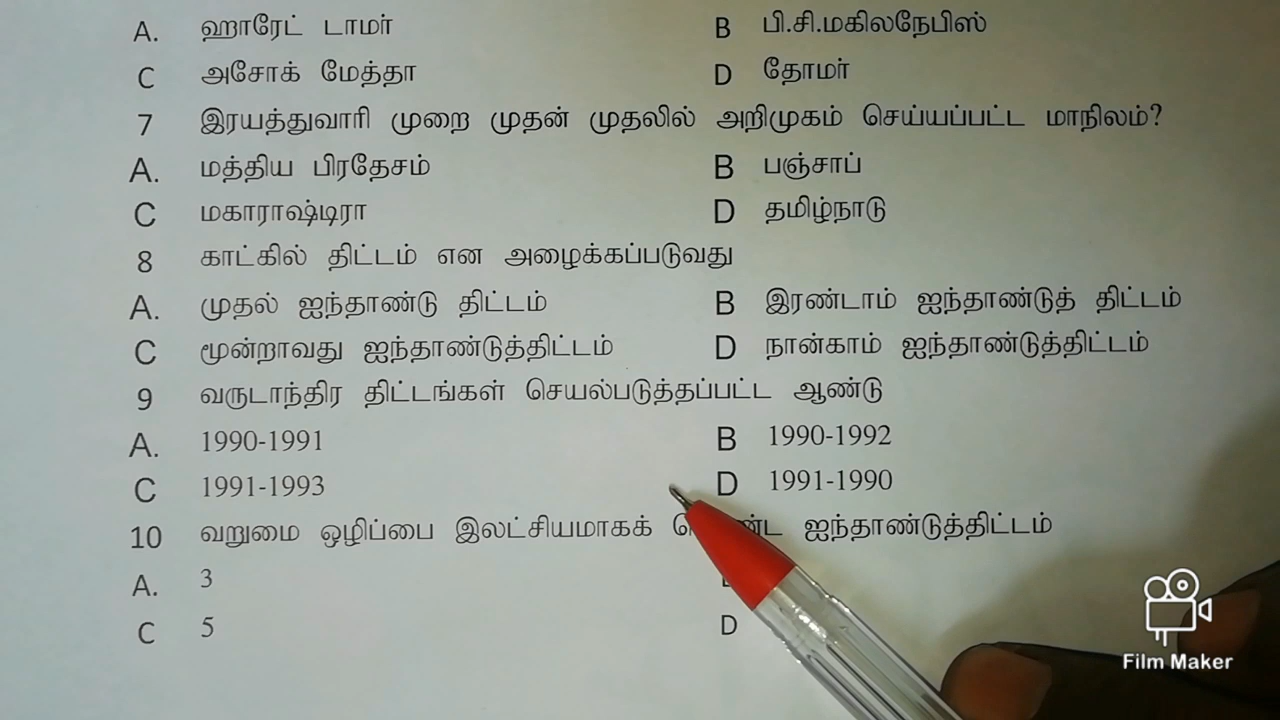 A. ஹாரேட் டாமர் B பி.சி.மகிலநேபிஸ்
C அசோக் மேத்தா D தோமர்
7 இரயத்துவாரி முறை முதன் முதலில் அறிமுகம் செய்யப்பட்ட மாநிலம்?
A. மத்திய பிரதேசம் B பஞ்சாப்
C மகாராஷ்டிரா D தமிழ்நாடு
8 காட்கில் திட்டம் என அழைக்கப்படுவது
A. முதல் ஐந்தாண்டு திட்டம் B இரண்டாம் ஐந்தாண்டுத் திட்டம்
C மூன்றாவது ஐந்தாண்டுத்திட்டம் D நான்காம் ஐந்தாண்டுத்திட்டம்
9 வருடாந்திர திட்டங்கள் செயல்படுத்தப்பட்ட ஆண்டு
A. 1990-1991 B 1990-1992
C 1991-1993 D 1991-1990
10 வறுமை ஒழிப்பை இலட்சியமாகக் ஐந்தாண்டுத்திட்டம்
A. 3
C 5 D
Film Maker